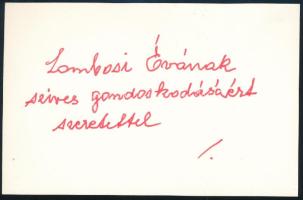 Lombosi Évának
szíves gondoskodásáért
szeretettel